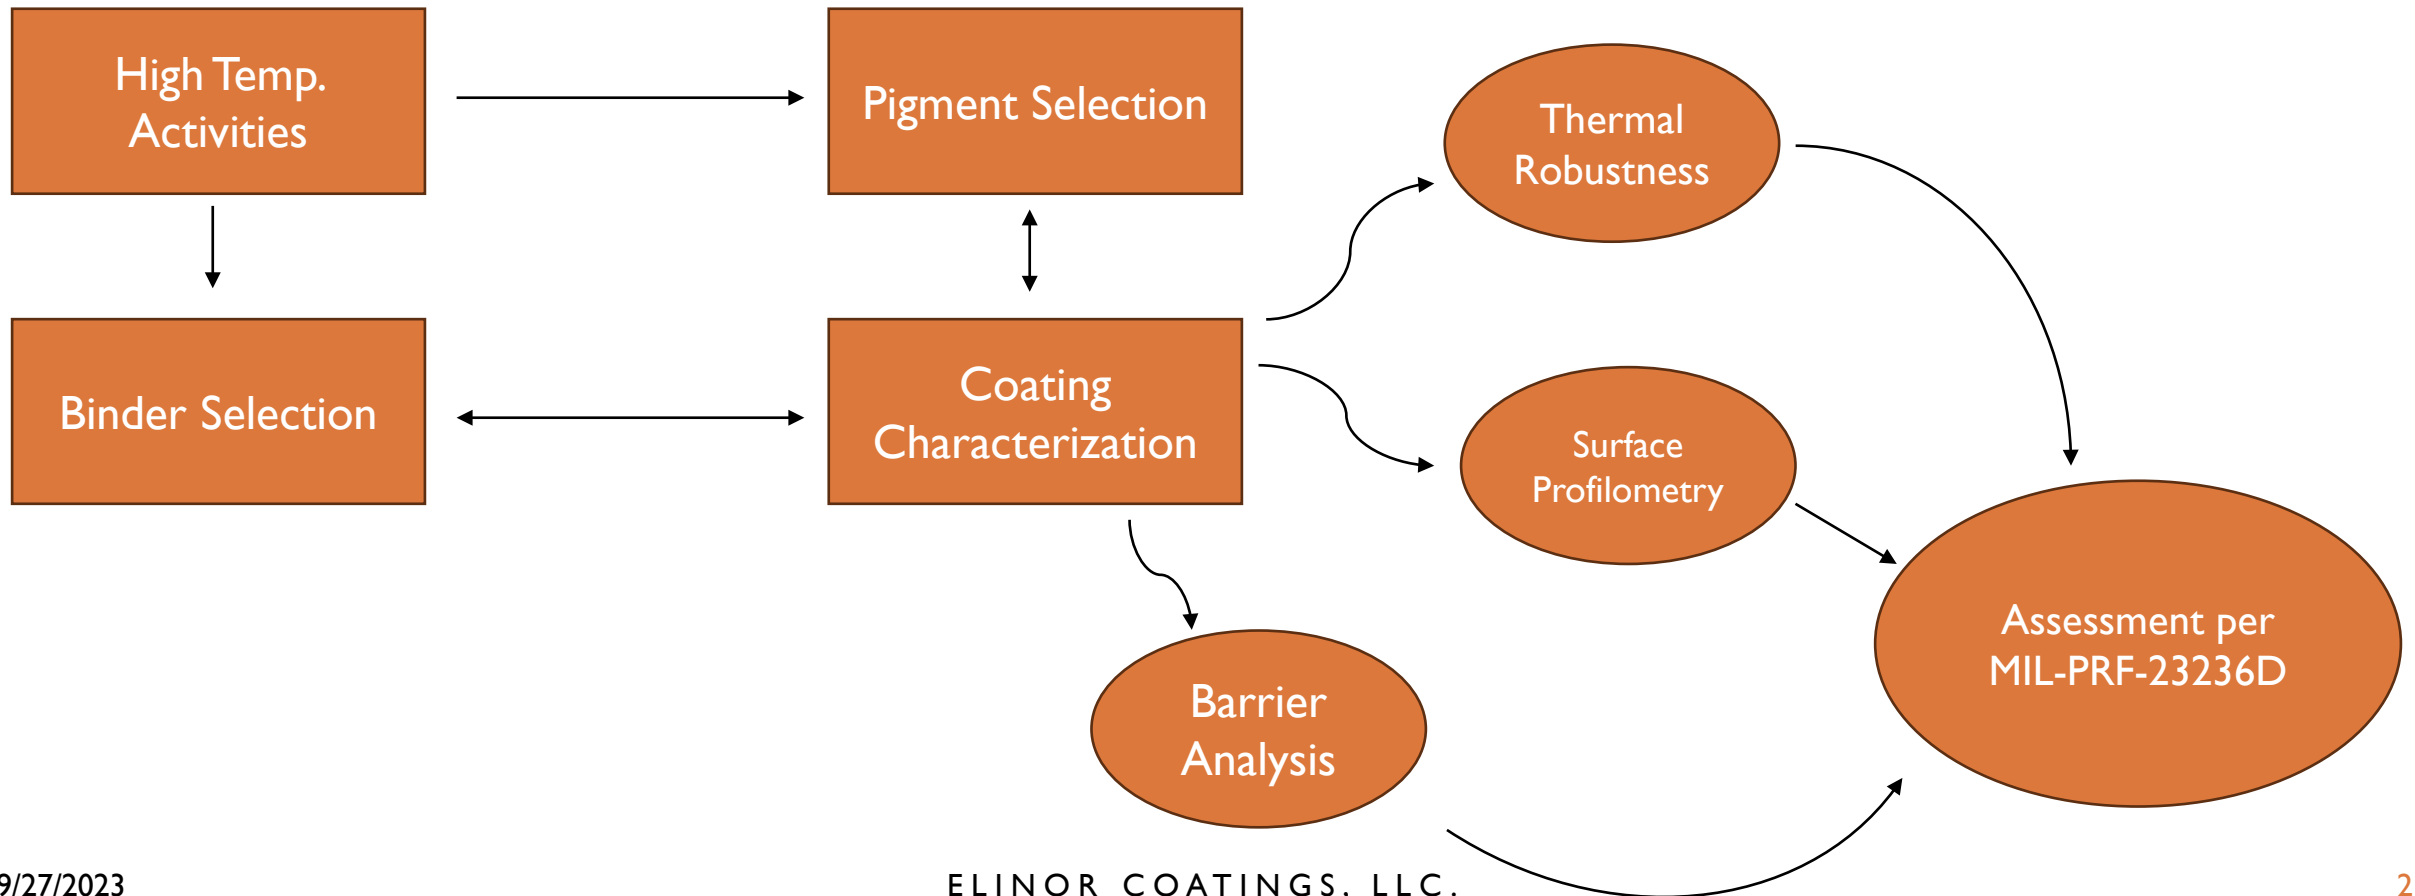 High Temp.
Activities
Pigment Selection
Thermal
Robustness
Binder Selection
Coating
Characterization
Surface
Profilometry
Barrier
Analysis
Assessment per
MIL-PRF-23236D
9/27/2023
ELINOR COATINGS, LLC.
2